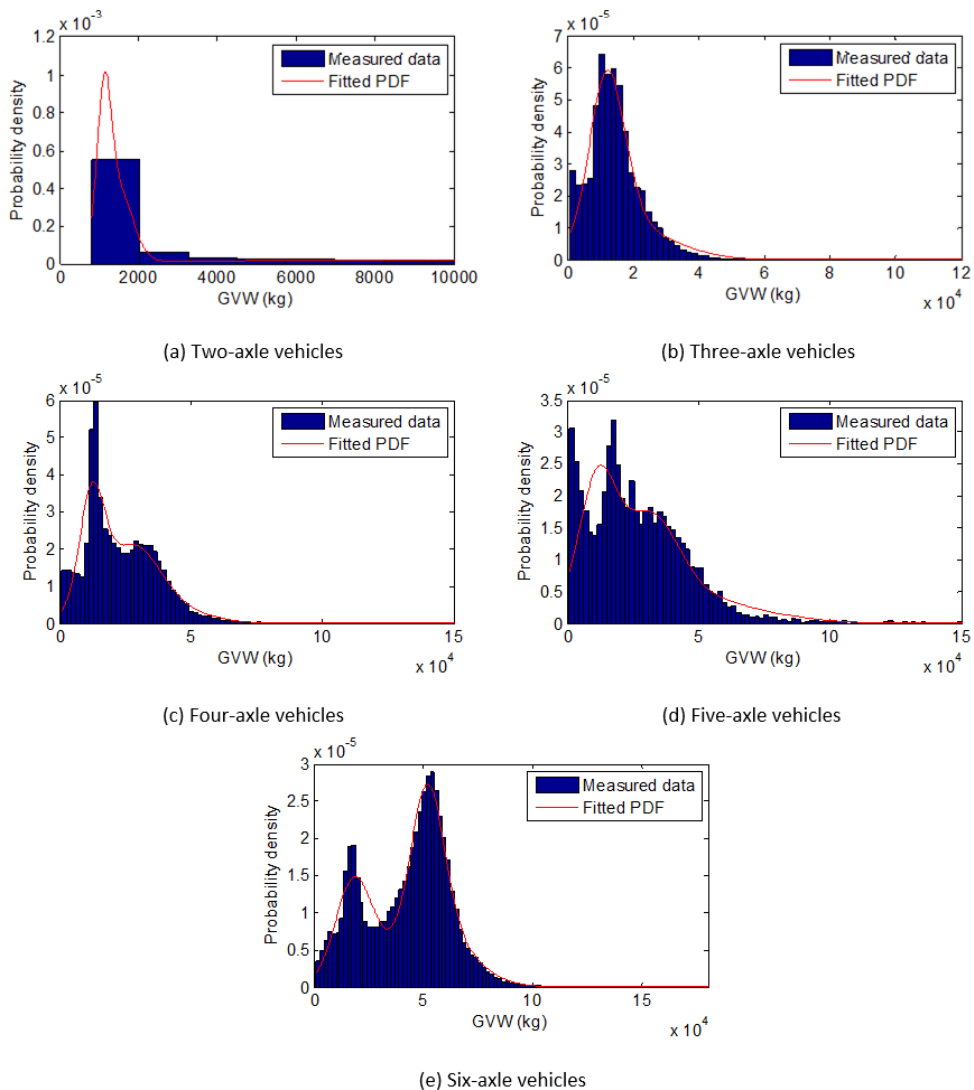 x 10^-3
1.2
1
0.8
0.6
0.4
0.2
0
Probability density
Measured data
Fitted PDF
0 2000 4000 6000 8000 10000
GVW (kg)
(a) Two-axle vehicles
x 10^-5
7
6
5
4
3
2
1
0
Probability density
Measured data
Fitted PDF
0 2 4 6 8 10 12
GVW (kg)
x 10^4
(b) Three-axle vehicles
x 10^-5
6
5
4
3
2
1
0
Probability density
Measured data
Fitted PDF
0 5 10 15
GVW (kg)
x 10^4
(c) Four-axle vehicles
x 10^-5
3.5
3
2.5
2
1.5
1
0.5
0
Probability density
Measured data
Fitted PDF
0 5 10 15
GVW (kg)
x 10^4
(d) Five-axle vehicles
x 10^-5
3
2.5
2
1.5
1
0.5
0
Probability density
Measured data
Fitted PDF
0 5 10 15
GVW (kg)
x 10^4
(e) Six-axle vehicles